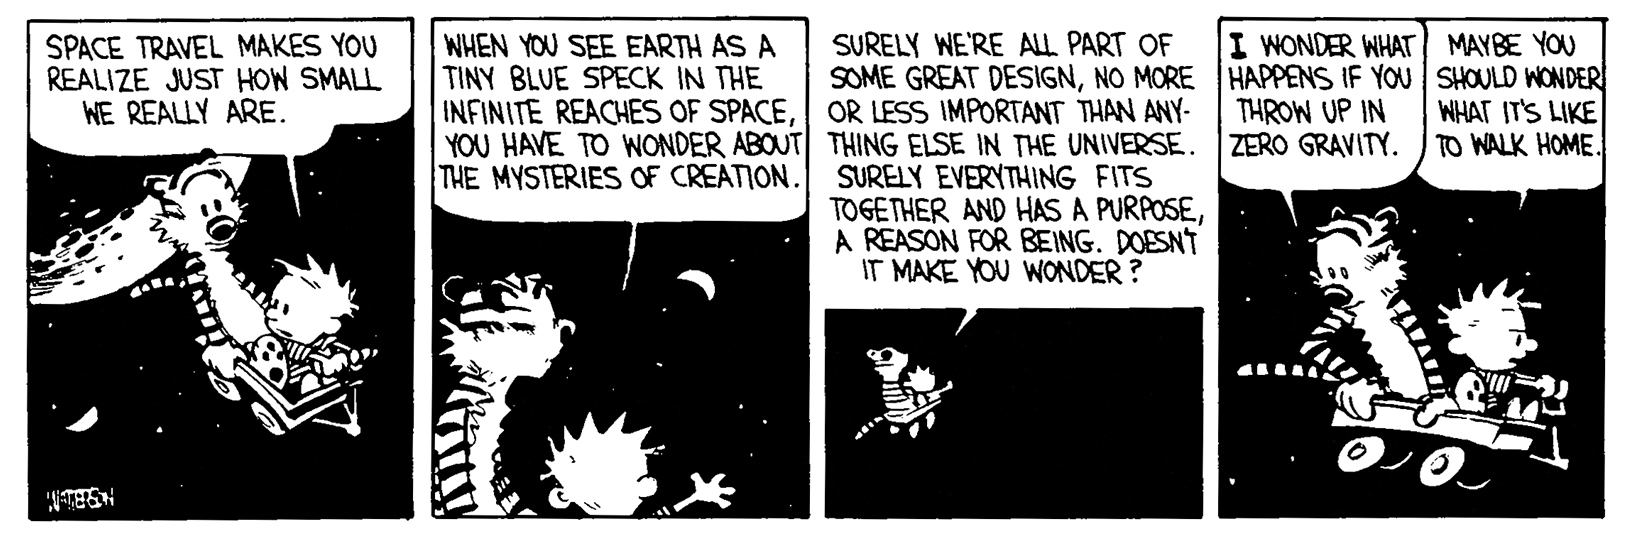 SPACE TRAVEL MAKES YOU
REALIZE JUST HOW SMALL
WE REALLY ARE.
WATTERSON
WHEN YOU SEE EARTH AS A
TINY BLUE SPECK IN THE
INFINITE REACHES OF SPACE,
YOU HAVE TO WONDER ABOUT
THE MYSTERIES OF CREATION.
SURELY WE'RE ALL PART OF
SOME GREAT DESIGN, NO MORE
OR LESS IMPORTANT THAN ANY-
THING ELSE IN THE UNIVERSE.
SURELY EVERYTHING FITS
TOGETHER AND HAS A PURPOSE,
A REASON FOR BEING. DOESN'T
IT MAKE YOU WONDER?
I WONDER WHAT
HAPPENS IF YOU
THROW UP IN
ZERO GRAVITY.
MAYBE YOU
SHOULD WONDER
WHAT IT'S LIKE
TO WALK HOME.